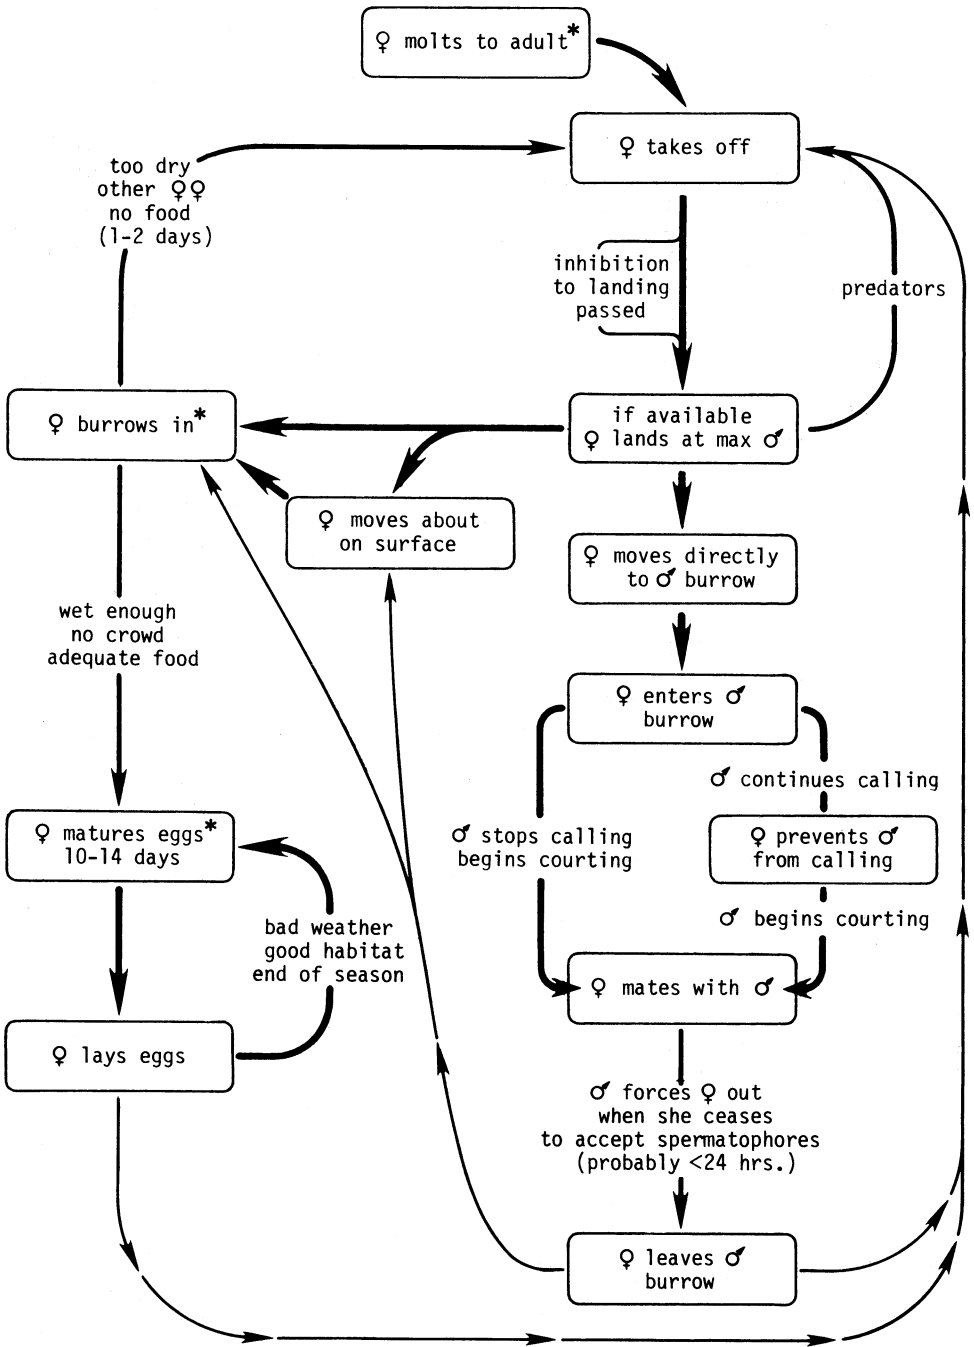 ♀ molts to adult*
♀ takes off
too dry
other ♀♀
no food
(1-2 days)
inhibition
to landing
passed
predators
♀ burrows in*
if available
♀ lands at max ♂
♀ moves about
on surface
♀ moves directly
to ♂ burrow
wet enough
no crowd
adequate food
♀ enters ♂
burrow
♂ continues calling
♀ matures eggs*
10-14 days
♂ stops calling
begins courting
♀ prevents ♂
from calling
♂ begins courting
bad weather
good habitat
end of season
♀ mates with ♂
♀ lays eggs
♂ forces ♀ out
when she ceases
to accept spermatophores
(probably <24 hrs.)
♀ leaves ♂
burrow